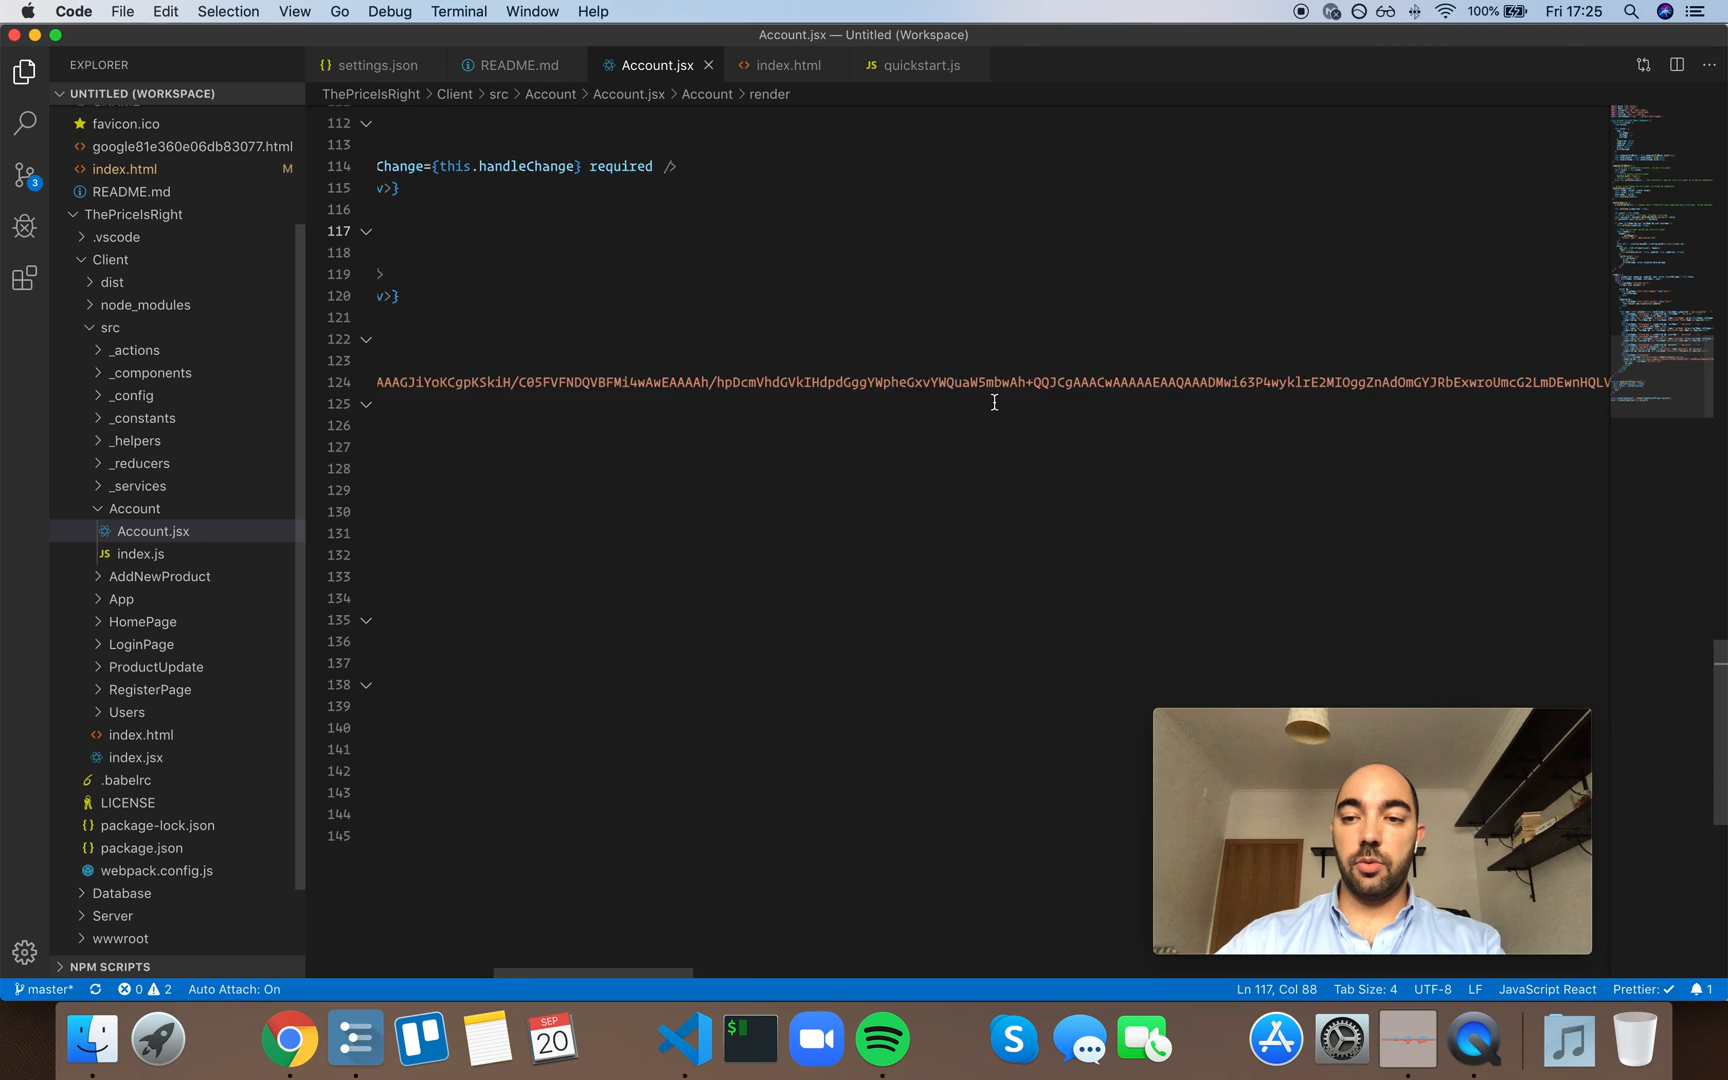 Code File Edit Selection View Go Debug Terminal Window Help 100% Fri 17:25
Account.jsx — Untitled (Workspace)
EXPLORER
UNTITLED (WORKSPACE)
favicon.ico
google81e360e06db83077.html
index.html M
README.md
ThePriceIsRight
.vscode
Client
dist
node_modules
src
_actions
_components
_config
_constants
_helpers
_reducers
_services
Account
Account.jsx
JS index.js
AddNewProduct
App
HomePage
LoginPage
ProductUpdate
RegisterPage
Users
index.html
index.jsx
.babelrc
LICENSE
package-lock.json
package.json
webpack.config.js
Database
Server
wwwroot
NPM SCRIPTS
3
settings.json README.md Account.jsx index.html JS quickstart.js
ThePriceIsRight > Client > src > Account > Account.jsx > Account > render
112
113
114 Change={this.handleChange} required />
115 v>}
116
117
118
119 >
120 v>}
121
122
123
124 AAAGJiYoKCgpKSkiH/C05FVFNDQVBFMi4wAwEAAAAh/hpDcmVhdGVkIHdpdGggYWpheGxvYWQuaW5mbwAh+QQJCgAAACwAAAAAEAAQAAADMwi63P4wyklrE2MIOggZnAdOmGYJRbExwroUmcG2LmDEwnHQLV
125
126
127
128
129
130
131
132
133
134
135
136
137
138
139
140
141
142
143
144
145
master* 0 2 Auto Attach: On Ln 117, Col 88 Tab Size: 4 UTF-8 LF JavaScript React Prettier: ✓ 1
SEP
20
$
S